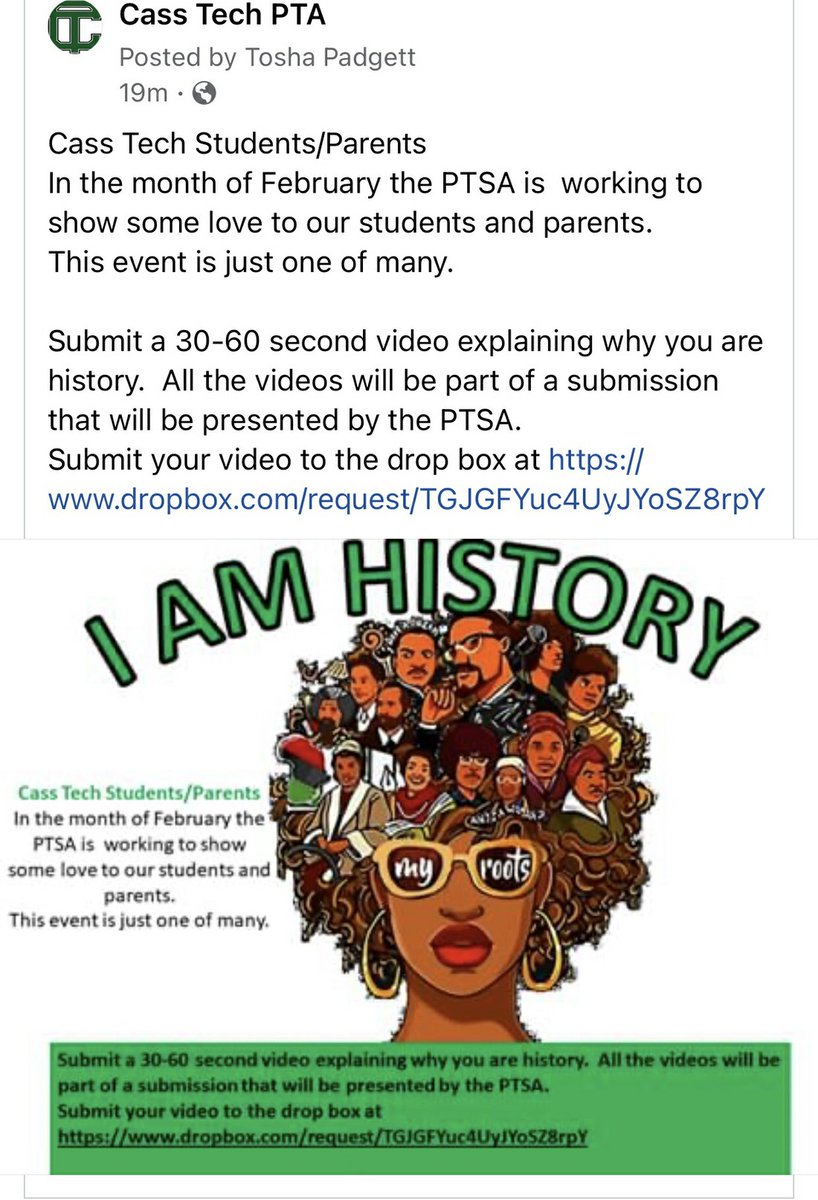 Cass Tech PTA
Posted by Tosha Padgett
19m ·
Cass Tech Students/Parents
In the month of February the PTSA is  working to
show some love to our students and parents.
This event is just one of many.
Submit a 30-60 second video explaining why you are
history.  All the videos will be part of a submission
that will be presented by the PTSA.
Submit your video to the drop box at https://
www.dropbox.com/request/TGJGFYuc4UyJYoSZ8rpY
I AM HISTORY
Cass Tech Students/Parents
In the month of February the
PTSA is  working to show
some love to our students and
parents.
This event is just one of many.
my roots
Submit a 30-60 second video explaining why you are history.  All the videos will be
part of a submission that will be presented by the PTSA.
Submit your video to the drop box at
https://www.dropbox.com/request/TGJGFYuc4UyJYoSZ8rpY